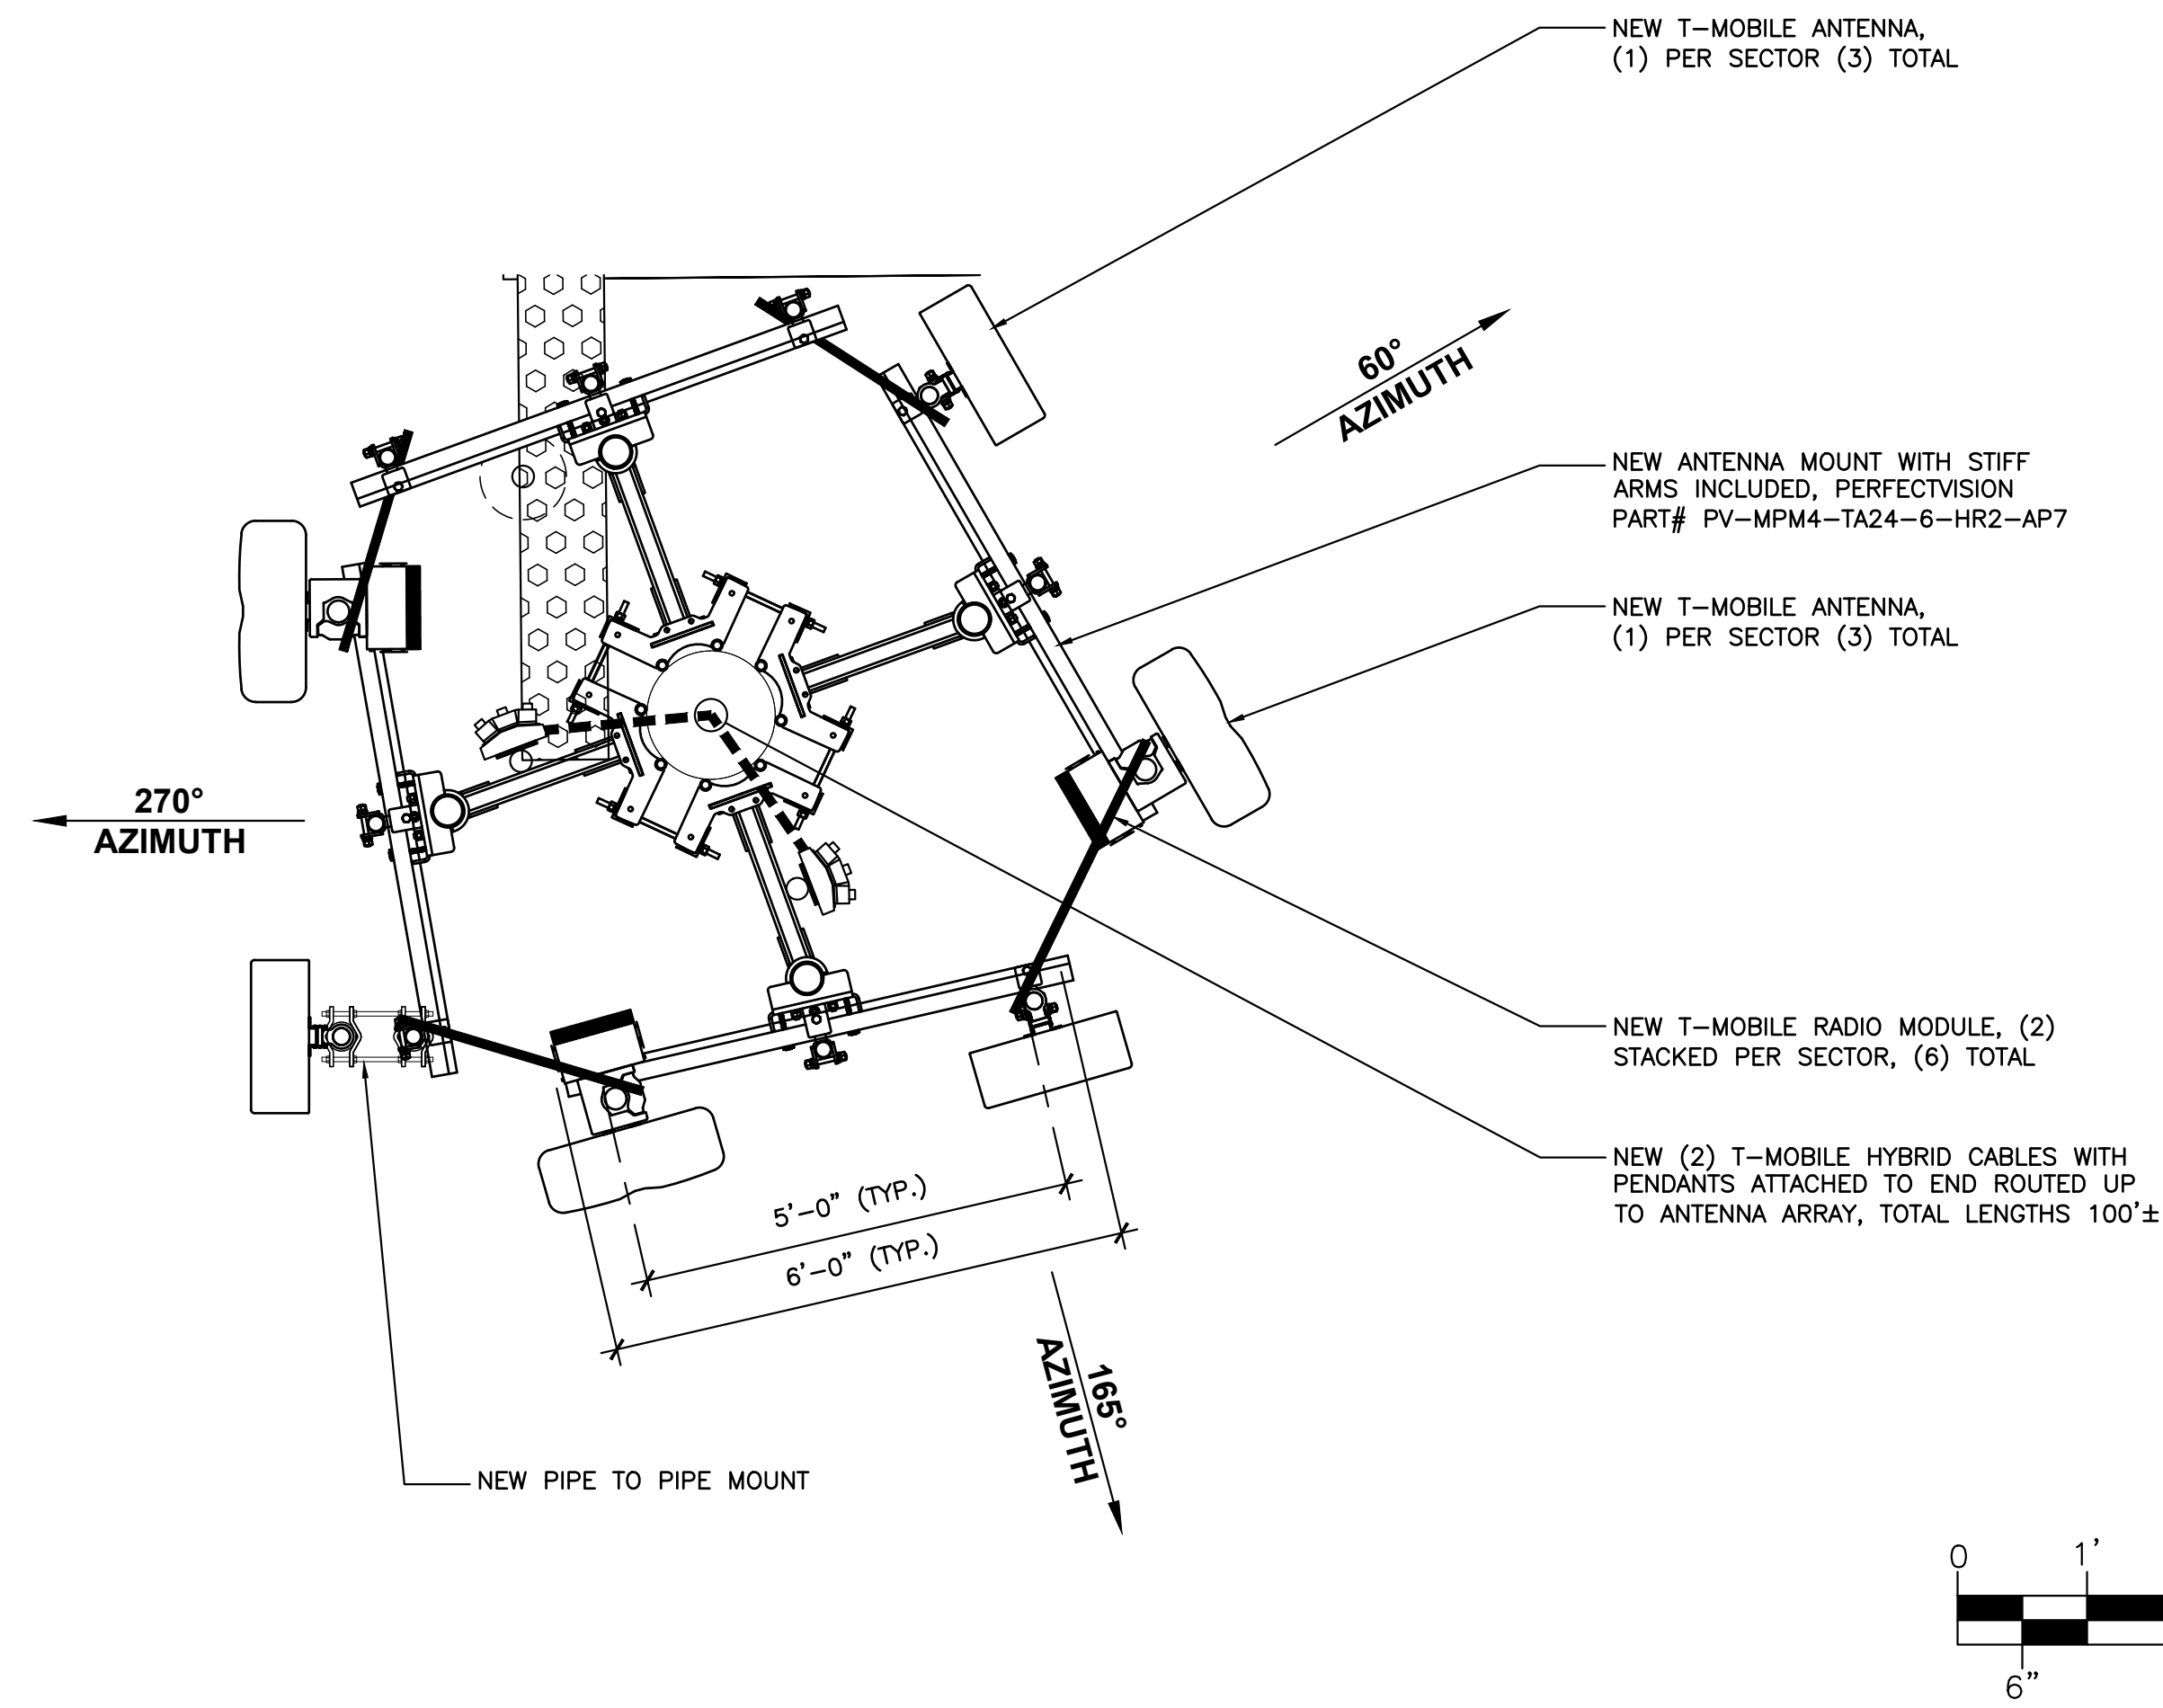 NEW T-MOBILE ANTENNA,
(1) PER SECTOR (3) TOTAL
60°
AZIMUTH
NEW ANTENNA MOUNT WITH STIFF
ARMS INCLUDED, PERFECTVISION
PART# PV-MPM4-TA24-6-HR2-AP7
NEW T-MOBILE ANTENNA,
(1) PER SECTOR (3) TOTAL
270°
AZIMUTH
NEW T-MOBILE RADIO MODULE, (2)
STACKED PER SECTOR, (6) TOTAL
NEW (2) T-MOBILE HYBRID CABLES WITH
PENDANTS ATTACHED TO END ROUTED UP
TO ANTENNA ARRAY, TOTAL LENGTHS 100'±
5'-0" (TYP.)
6'-0" (TYP.)
165°
AZIMUTH
NEW PIPE TO PIPE MOUNT
0 1'
6"